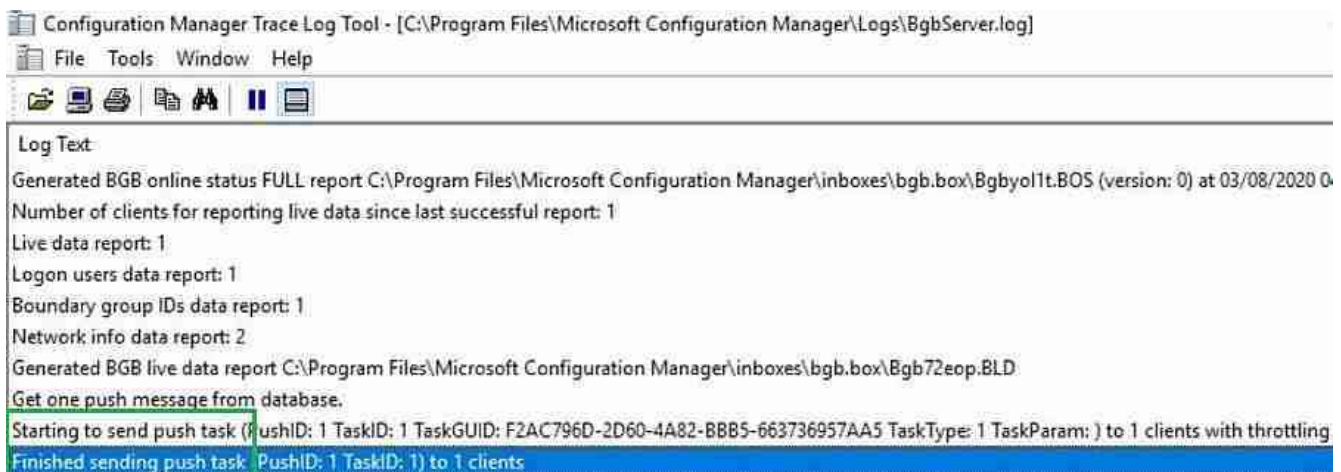 Configuration Manager Trace Log Tool - [C:\Program Files\Microsoft Configuration Manager\Logs\BgbServer.log]
File Tools Window Help
Log Text
Generated BGB online status FULL report C:\Program Files\Microsoft Configuration Manager\inboxes\bgb.box\Bgbyol1t.BOS (version: 0) at 03/08/2020 0
Number of clients for reporting live data since last successful report: 1
Live data report: 1
Logon users data report: 1
Boundary group IDs data report: 1
Network info data report: 2
Generated BGB live data report C:\Program Files\Microsoft Configuration Manager\inboxes\bgb.box\Bgb72eop.BLD
Get one push message from database.
Starting to send push task (PushID: 1 TaskID: 1 TaskGUID: F2AC796D-2D60-4A82-BBB5-663736957AA5 TaskType: 1 TaskParam: ) to 1 clients with throttling
Finished sending push task (PushID: 1 TaskID: 1) to 1 clients